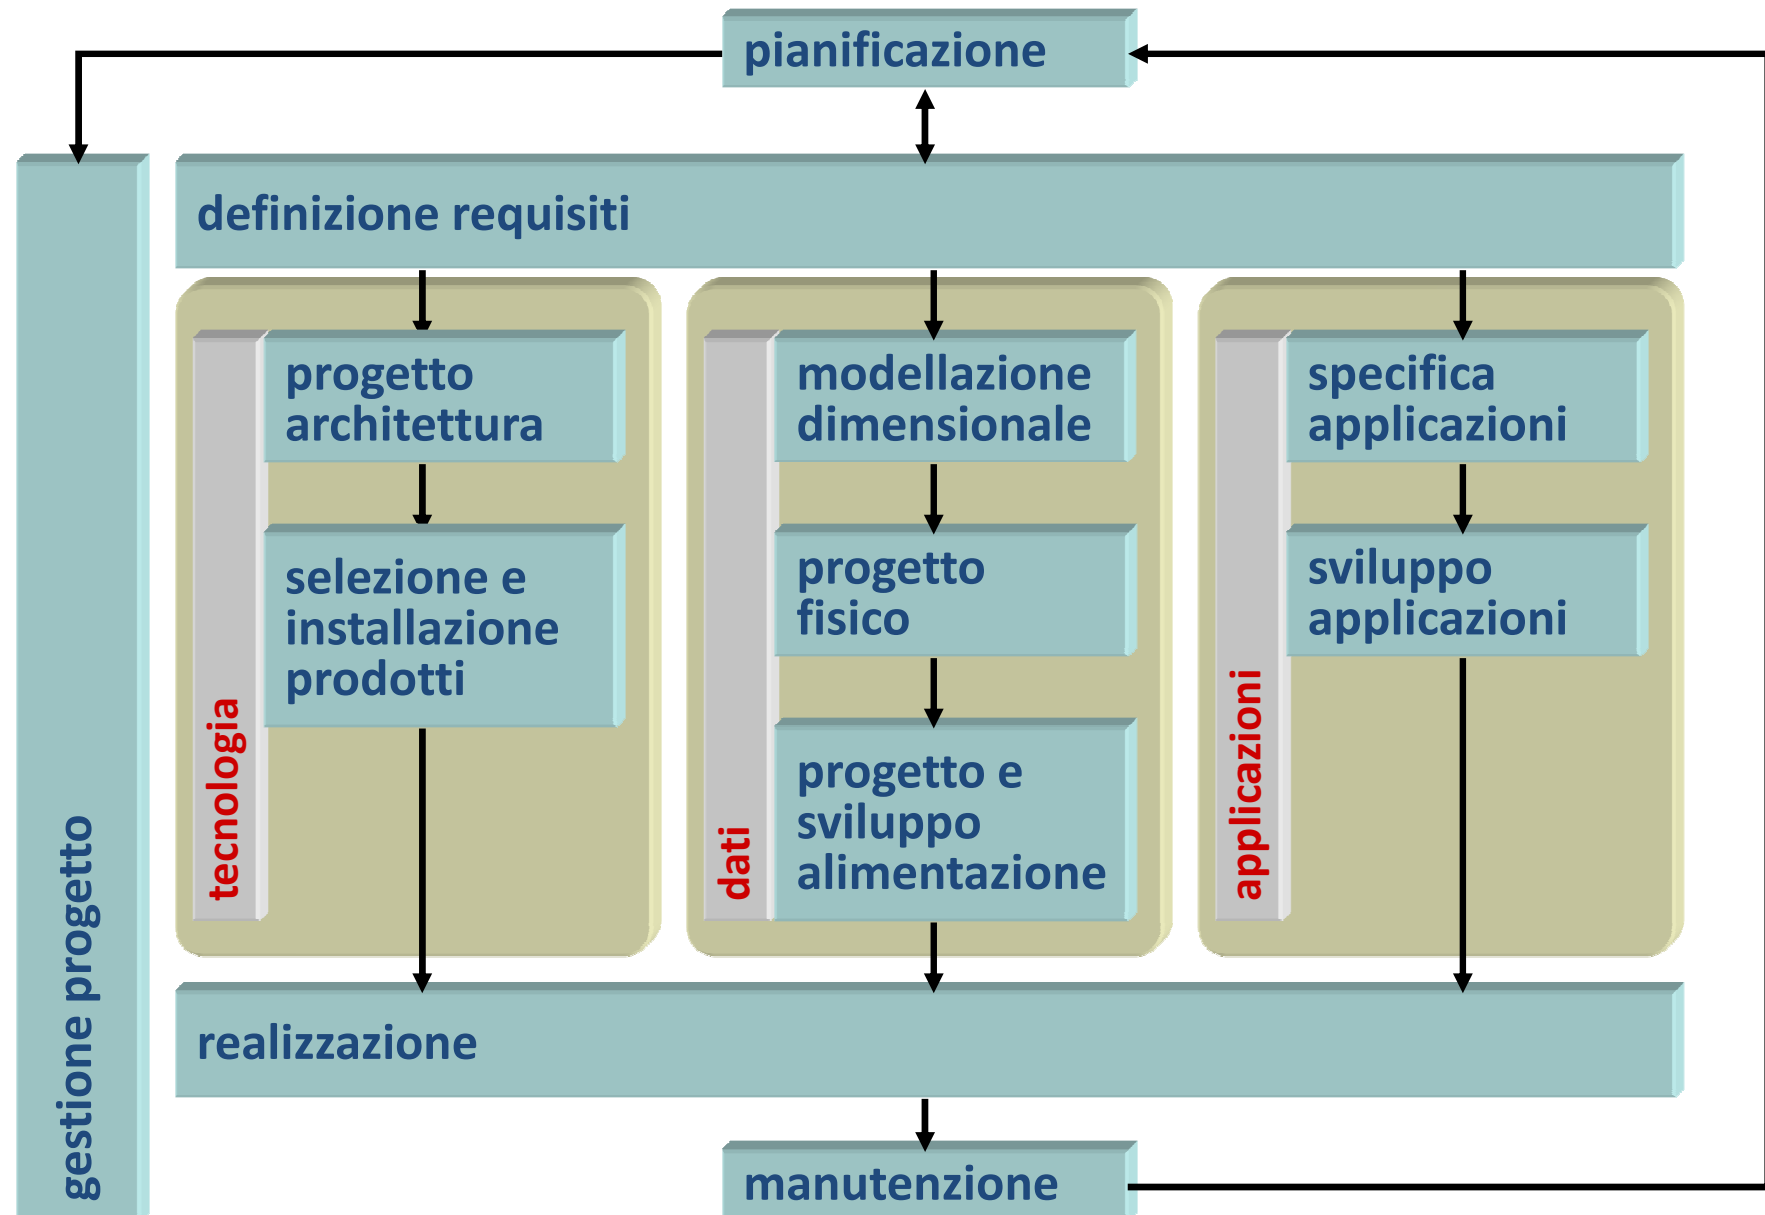 pianificazione
definizione requisiti
progetto
architettura
selezione e
installazione
prodotti
tecnologia
modellazione
dimensionale
progetto
fisico
progetto e
sviluppo
alimentazione
dati
specifica
applicazioni
sviluppo
applicazioni
applicazioni
realizzazione
manutenzione
gestione progetto